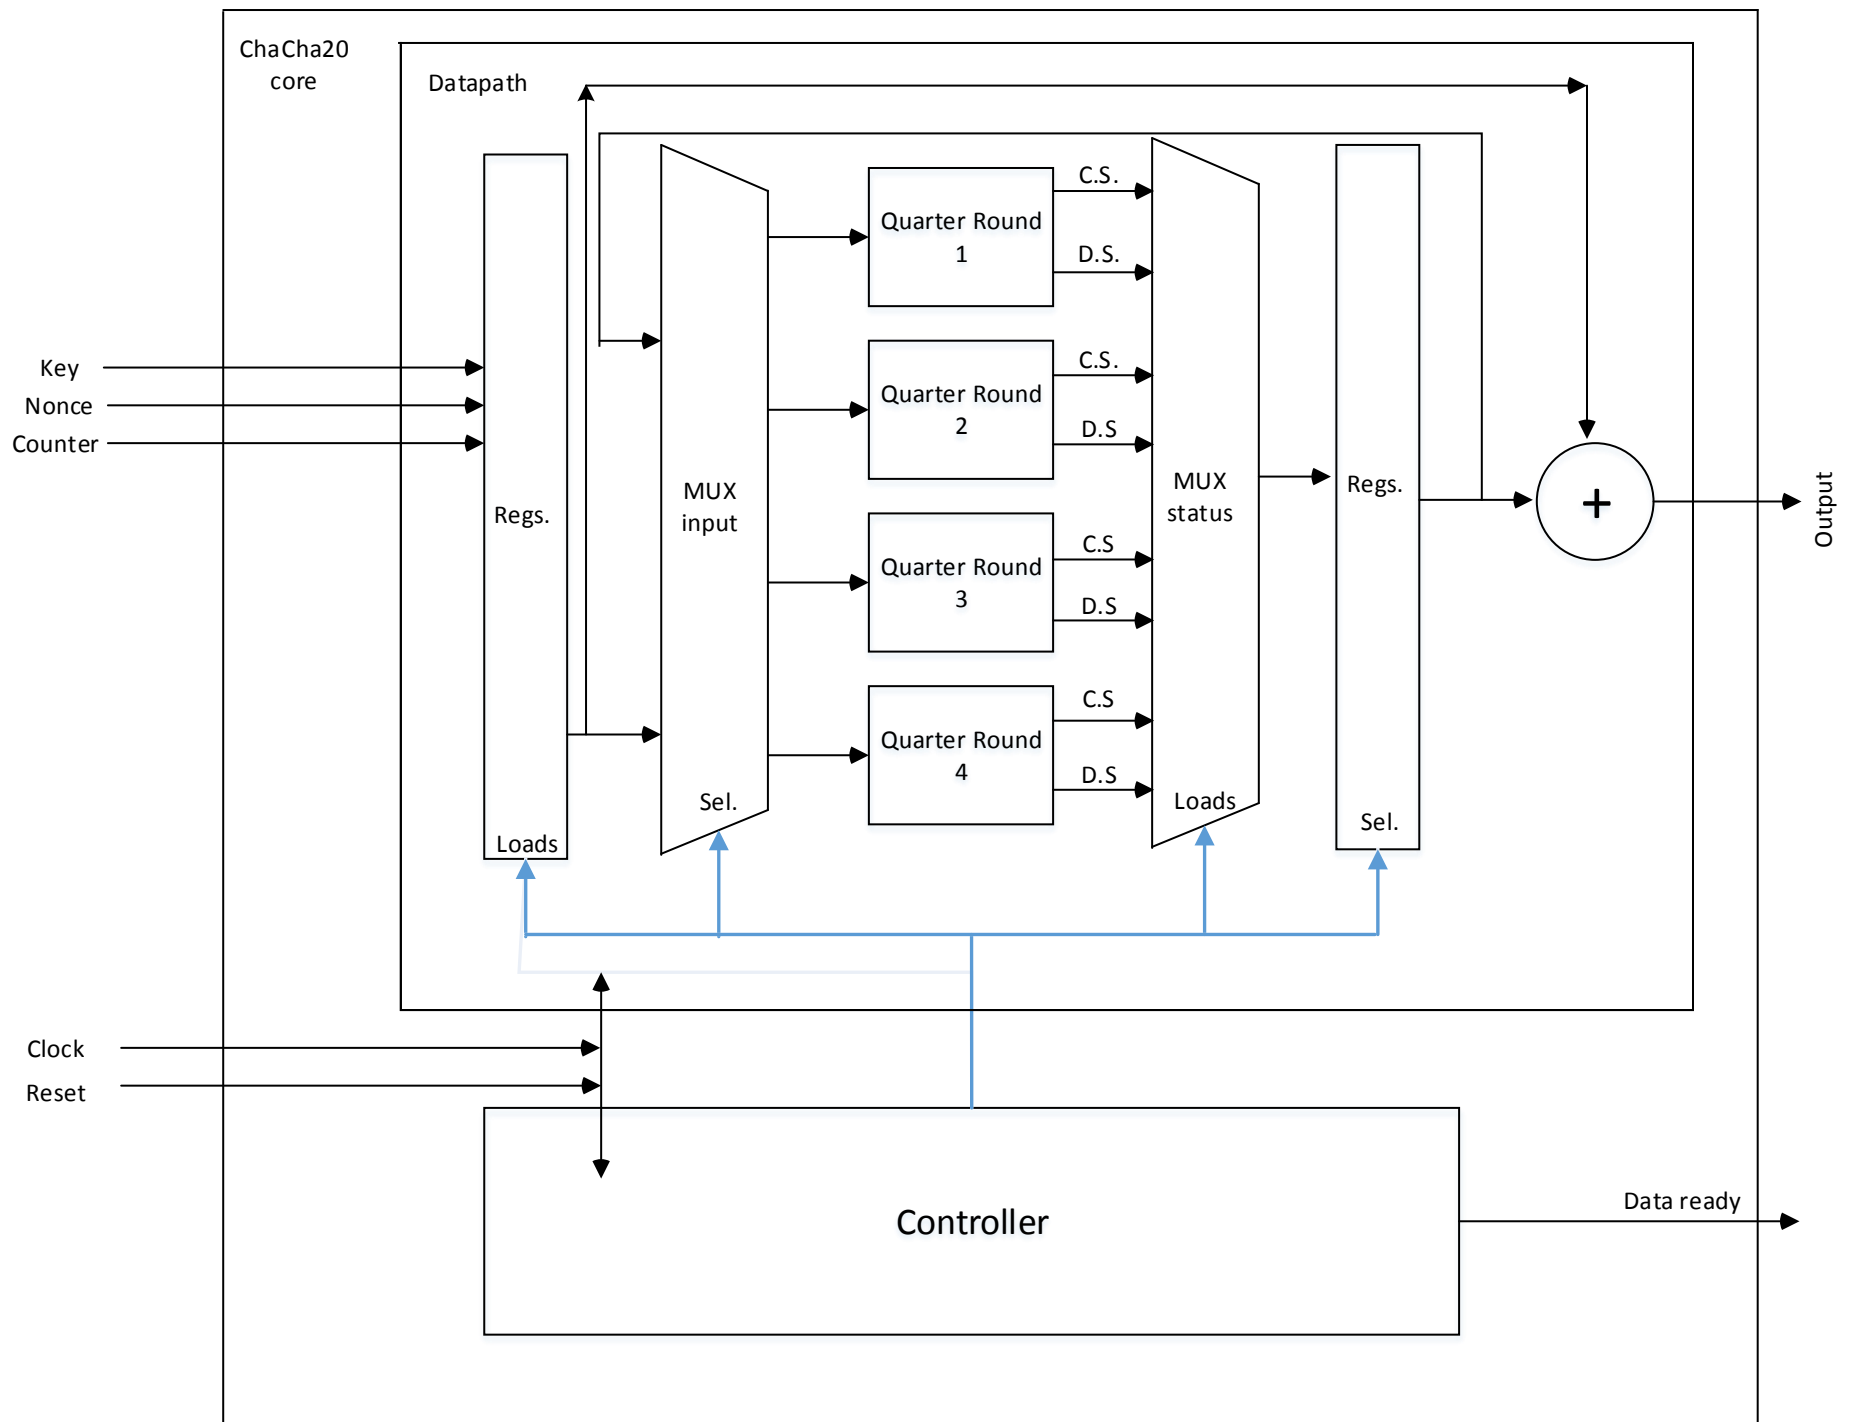 ChaCha20
core
Datapath
Key
Nonce
Counter
Regs.
Loads
MUX
input
Sel.
Quarter Round
1
Quarter Round
2
Quarter Round
3
Quarter Round
4
C.S.
D.S.
C.S.
D.S
C.S
D.S
C.S
D.S
MUX
status
Loads
Regs.
Sel.
+
Output
Clock
Reset
Controller
Data ready